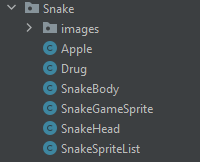 Snake
images
Apple
Drug
SnakeBody
SnakeGameSprite
SnakeHead
SnakeSpriteList